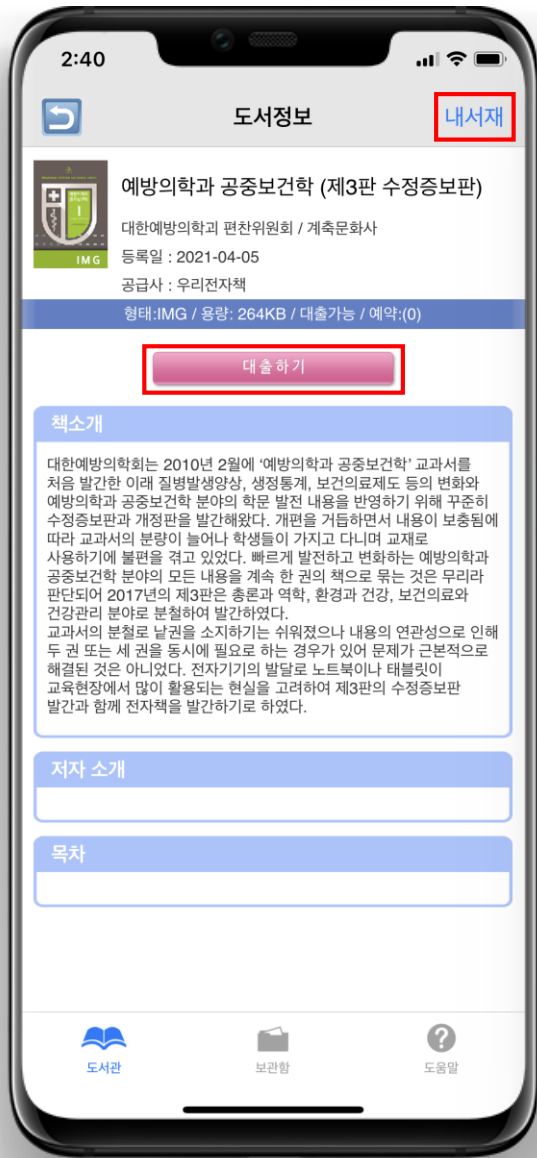 2:40
도서정보
내서재
IMG
예방의학과 공중보건학 (제3판 수정증보판)
대한예방의학괴 편찬위원회 / 계축문화사
등록일 : 2021-04-05
공급사 : 우리전자책
형태:IMG / 용량: 264KB / 대출가능 / 예약:(0)
대출하기
책소개
대한예방의학회는 2010년 2월에 ‘예방의학과 공중보건학’ 교과서를
처음 발간한 이래 질병발생양상, 생정통계, 보건의료제도 등의 변화와
예방의학과 공중보건학 분야의 학문 발전 내용을 반영하기 위해 꾸준히
수정증보판과 개정판을 발간해왔다. 개편을 거듭하면서 내용이 보충됨에
따라 교과서의 분량이 늘어나 학생들이 가지고 다니며 교재로
사용하기에 불편을 겪고 있었다. 빠르게 발전하고 변화하는 예방의학과
공중보건학 분야의 모든 내용을 계속 한 권의 책으로 묶는 것은 무리라
판단되어 2017년의 제3판은 총론과 역학, 환경과 건강, 보건의료와
건강관리 분야로 분철하여 발간하였다.
교과서의 분철로 낱권을 소지하기는 쉬워졌으나 내용의 연관성으로 인해
두 권 또는 세 권을 동시에 필요로 하는 경우가 있어 문제가 근본적으로
해결된 것은 아니었다. 전자기기의 발달로 노트북이나 태블릿이
교육현장에서 많이 활용되는 현실을 고려하여 제3판의 수정증보판
발간과 함께 전자책을 발간하기로 하였다.
저자 소개
목차
도서관
보관함
도움말